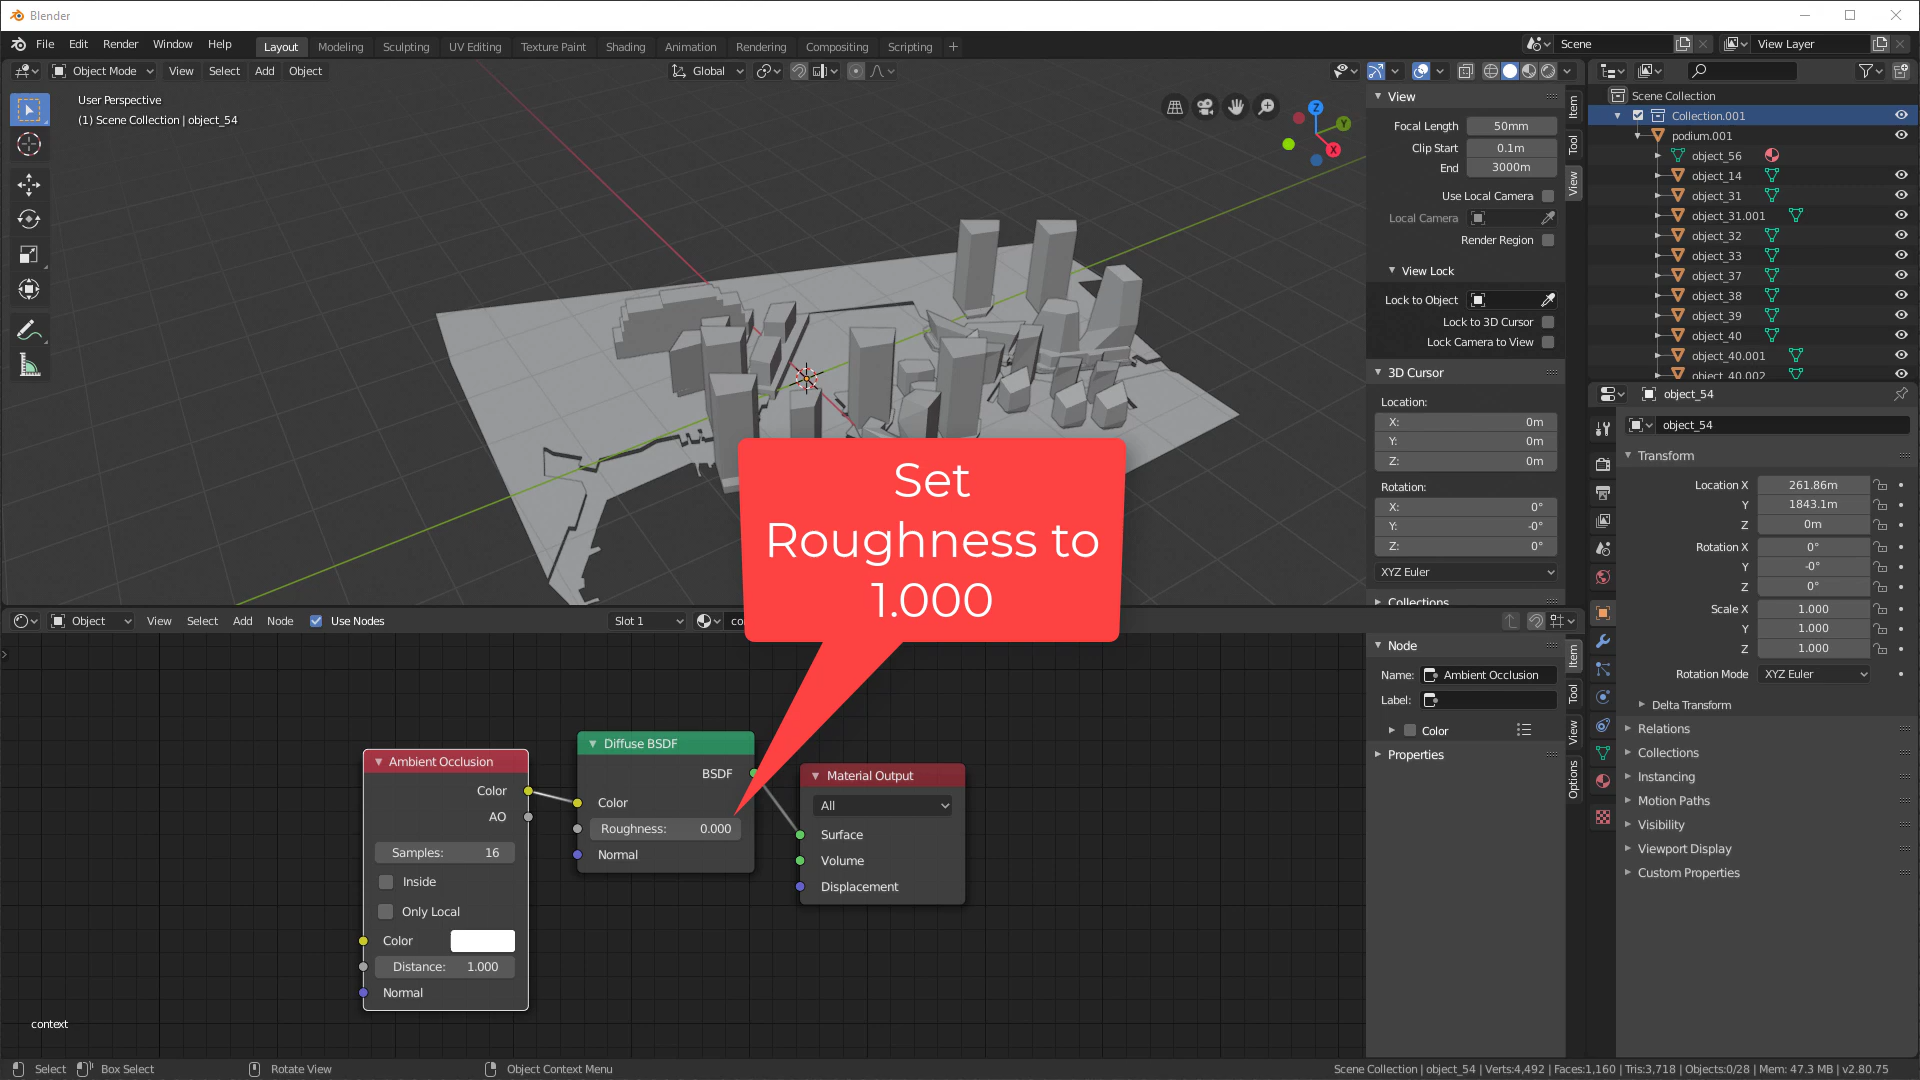 Blender
File Edit Render Window Help
Layout Modeling Sculpting UV Editing Texture Paint Shading Animation Rendering Compositing Scripting +
Scene
View Layer
Object Mode View Select Add Object
Global
User Perspective
(1) Scene Collection | object_54
Z
Y
X
View
Focal Length 50mm
Clip Start 0.1m
End 3000m
Use Local Camera
Local Camera
Render Region
View Lock
Lock to Object
Lock to 3D Cursor
Lock Camera to View
3D Cursor
Location:
X: 0m
Y: 0m
Z: 0m
Rotation:
X: 0°
Y: -0°
Z: 0°
XYZ Euler
Collections
Item
Tool
View
Scene Collection
Collection.001
podium.001
object_56
object_14
object_31
object_31.001
object_32
object_33
object_37
object_38
object_39
object_40
object_40.001
object_40.002
object_54
object_54
Transform
Location X 261.86m
Y 1843.1m
Z 0m
Rotation X 0°
Y -0°
Z 0°
Scale X 1.000
Y 1.000
Z 1.000
Rotation Mode XYZ Euler
Delta Transform
Relations
Collections
Instancing
Motion Paths
Visibility
Viewport Display
Custom Properties
Set
Roughness to
1.000
Object View Select Add Node Use Nodes
Slot 1
co
Ambient Occlusion
Color
AO
Samples: 16
Inside
Only Local
Color
Distance: 1.000
Normal
Diffuse BSDF
BSDF
Color
Roughness: 0.000
Normal
Material Output
All
Surface
Volume
Displacement
Node
Name: Ambient Occlusion
Label:
Color
Properties
Item
Tool
View
Options
context
Select Box Select Rotate View Object Context Menu
Scene Collection | object_54 | Verts:4,492 | Faces:1,160 | Tris:3,718 | Objects:0/28 | Mem: 47.3 MB | v2.80.75